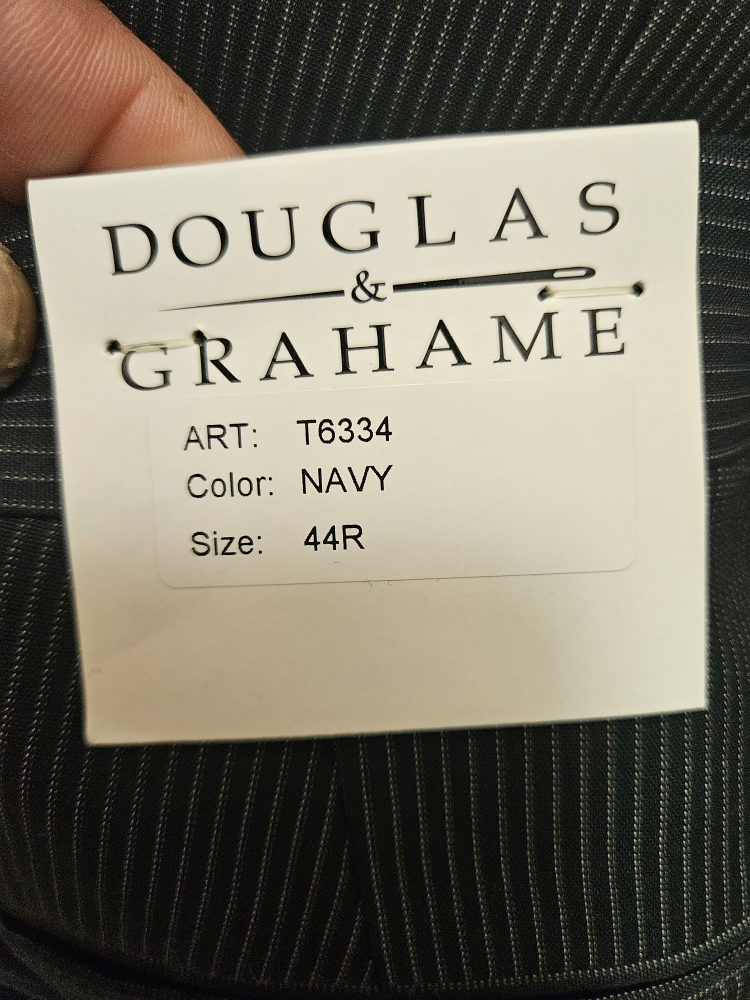 DOUGLAS
&
GRAHAME
ART: T6334
Color: NAVY
Size: 44R